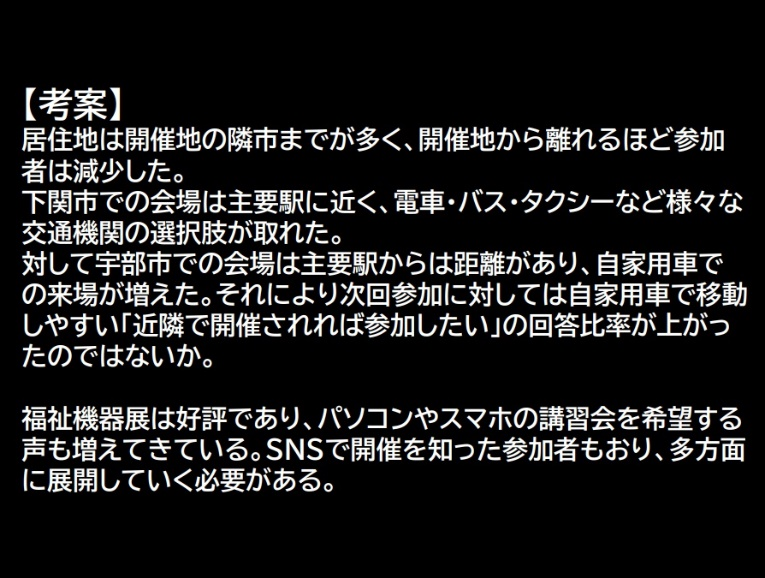 【考案】
居住地は開催地の隣市までが多く、開催地から離れるほど参加
者は減少した。
下関市での会場は主要駅に近く、電車・バス・タクシーなど様々な
交通機関の選択肢が取れた。
対して宇部市での会場は主要駅からは距離があり、自家用車で
の来場が増えた。それにより次回参加に対しては自家用車で移動
しやすい「近隣で開催されれば参加したい」の回答比率が上がっ
たのではないか。
福祉機器展は好評であり、パソコンやスマホの講習会を希望する
声も増えてきている。SNSで開催を知った参加者もおり、多方面
に展開していく必要がある。